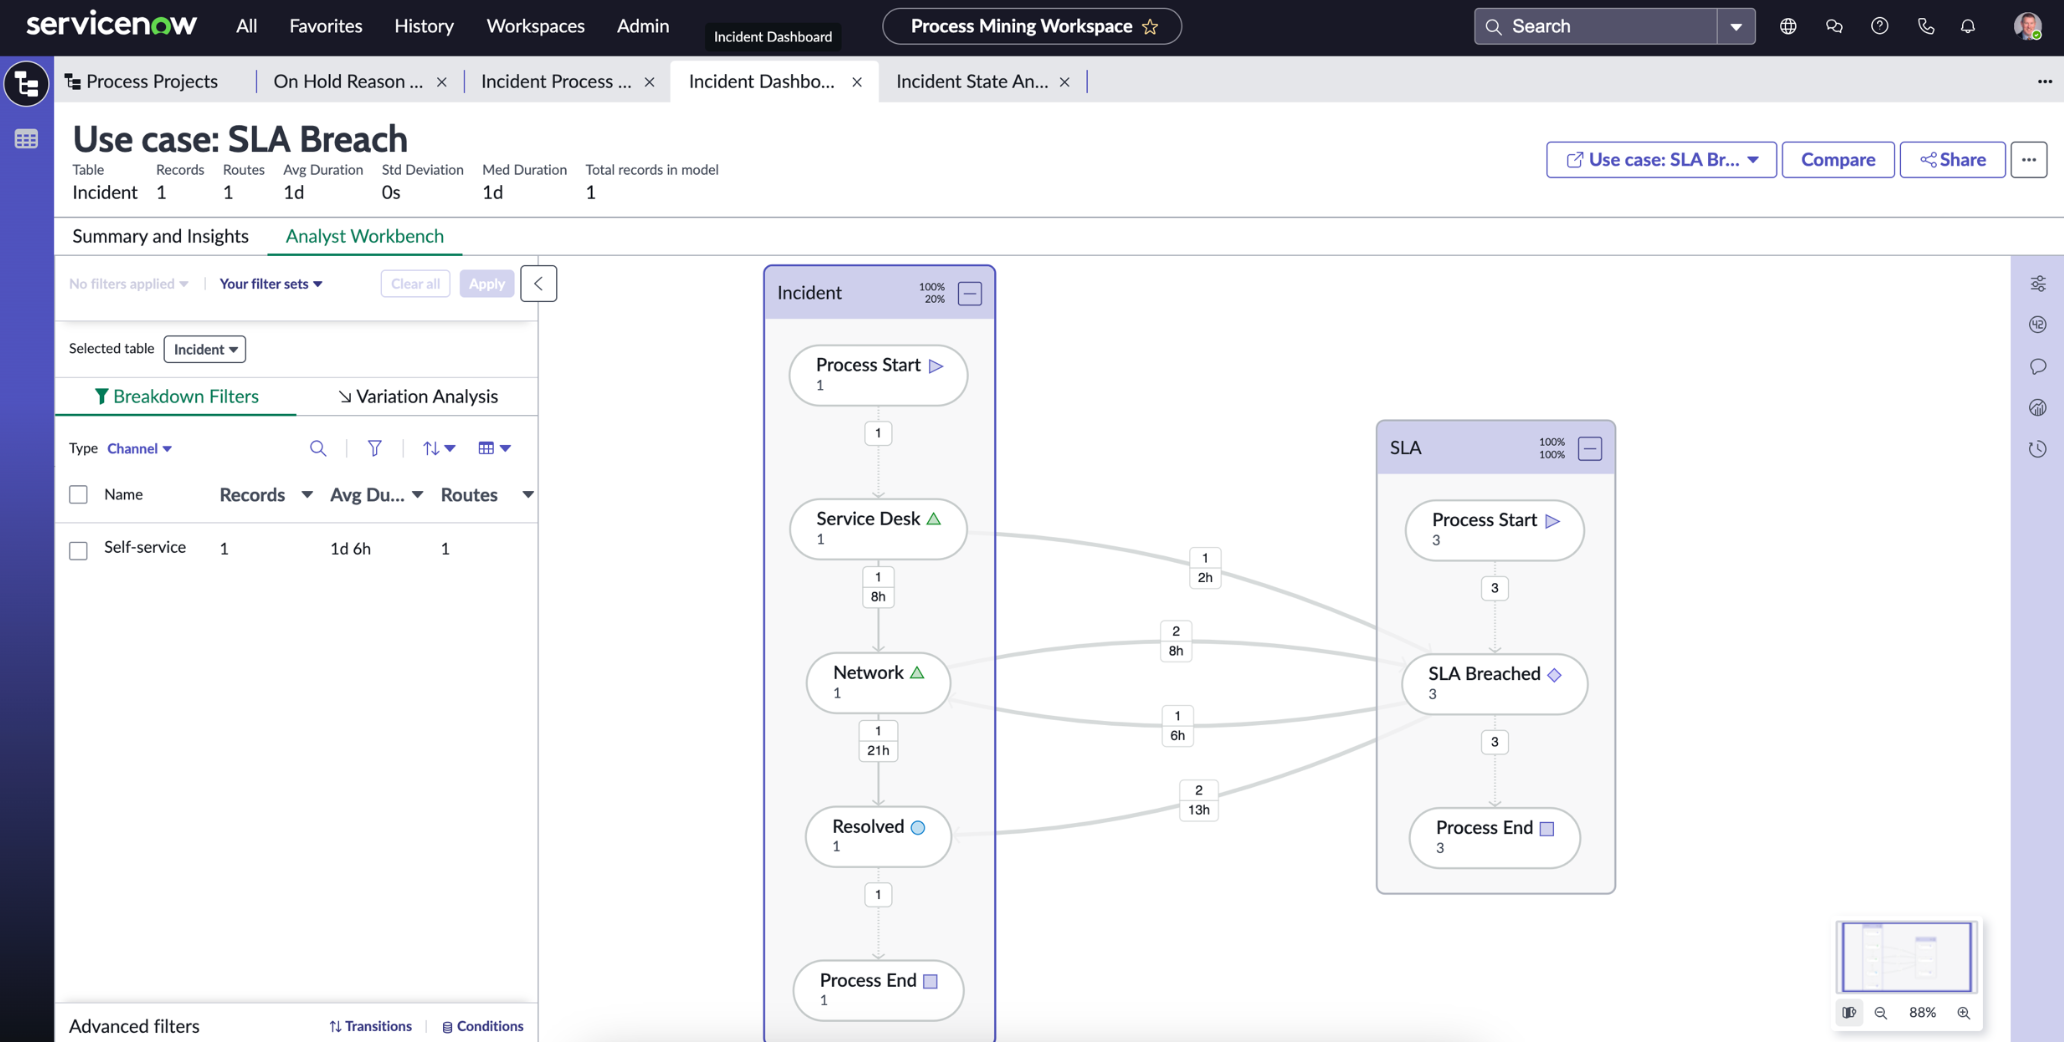 servicenow
All
Favorites
History
Workspaces
Admin
Incident Dashboard
Process Mining Workspace
Search
Process Projects
On Hold Reason ...
Incident Process ...
Incident Dashbo...
Incident State An...
Use case: SLA Breach
Table
Records
Routes
Avg Duration
Std Deviation
Med Duration
Total records in model
Incident
1
1
1d
0s
1d
1
Use case: SLA Br...
Compare
Share
Summary and Insights
Analyst Workbench
No filters applied
Your filter sets
Clear all
Apply
Selected table
Incident
Breakdown Filters
Variation Analysis
Type Channel
Name
Records
Avg Du...
Routes
Self-service
1
1d 6h
1
Advanced filters
Transitions
Conditions
Incident
100%
20%
Process Start
1
1
Service Desk
1
1
8h
Network
1
1
21h
Resolved
1
1
Process End
1
1
2h
2
8h
1
6h
2
13h
SLA
100%
100%
Process Start
3
3
SLA Breached
3
3
Process End
3
42
88%